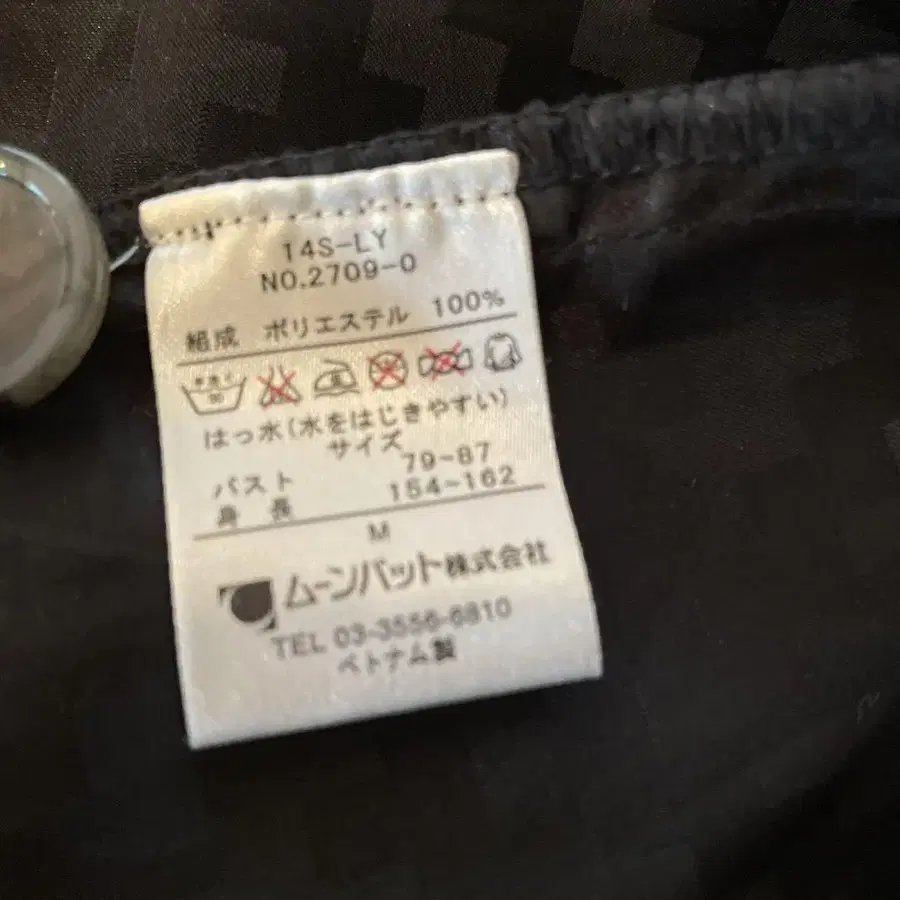 14S-LY
NO.2709-0
組成 ポリエステル 100%
はっ水(水をはじきやすい)
サイズ
バスト 79-87
身長 154-162
M
ムーンバット株式会社
TEL 03-3556-6810
ベトナム製